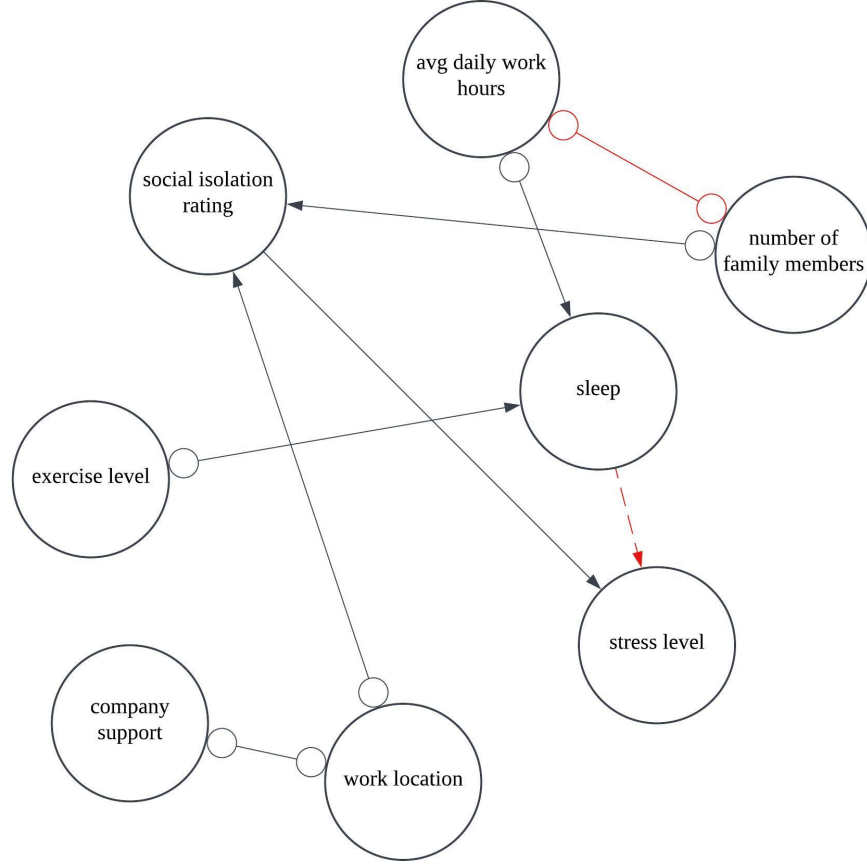 avg daily work
hours
social isolation
rating
number of
family members
sleep
exercise level
stress level
company
support
work location